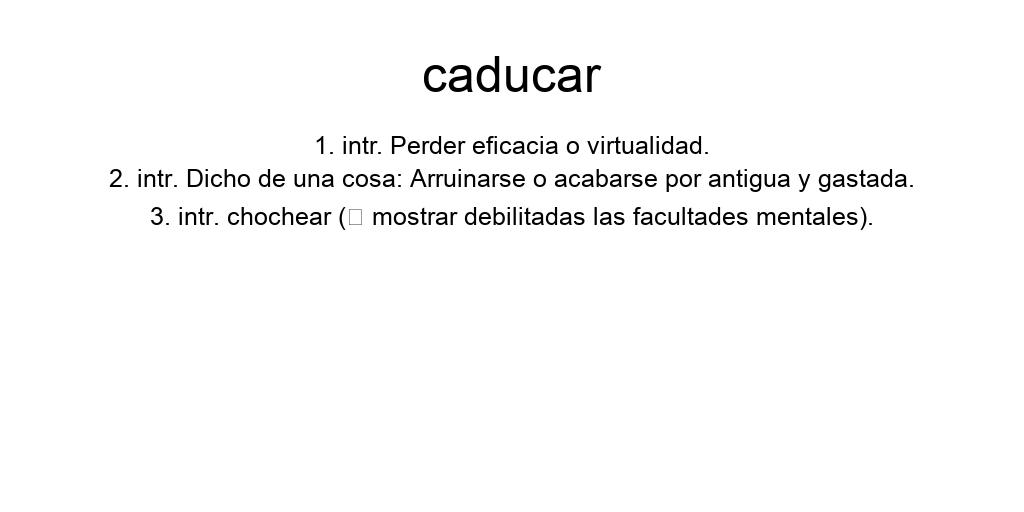 caducar
1. intr. Perder eficacia o virtualidad.
2. intr. Dicho de una cosa: Arruinarse o acabarse por antigua y gastada.
3. intr. chochear (□ mostrar debilitadas las facultades mentales).